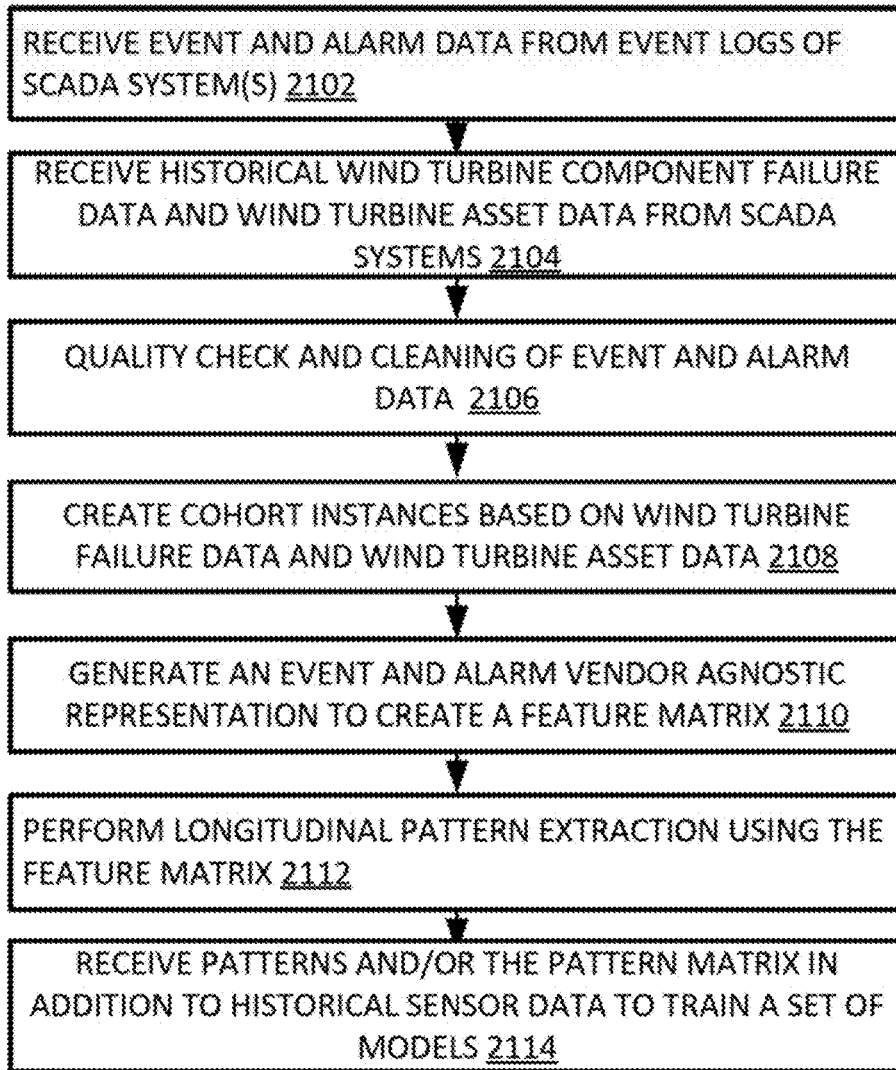 RECEIVE EVENT AND ALARM DATA FROM EVENT LOGS OF
SCADA SYSTEM(S) 2102
RECEIVE HISTORICAL WIND TURBINE COMPONENT FAILURE
DATA AND WIND TURBINE ASSET DATA FROM SCADA
SYSTEMS 2104
QUALITY CHECK AND CLEANING OF EVENT AND ALARM
DATA 2106
CREATE COHORT INSTANCES BASED ON WIND TURBINE
FAILURE DATA AND WIND TURBINE ASSET DATA 2108
GENERATE AN EVENT AND ALARM VENDOR AGNOSTIC
REPRESENTATION TO CREATE A FEATURE MATRIX 2110
PERFORM LONGITUDINAL PATTERN EXTRACTION USING THE
FEATURE MATRIX 2112
RECEIVE PATTERNS AND/OR THE PATTERN MATRIX IN
ADDITION TO HISTORICAL SENSOR DATA TO TRAIN A SET OF
MODELS 2114